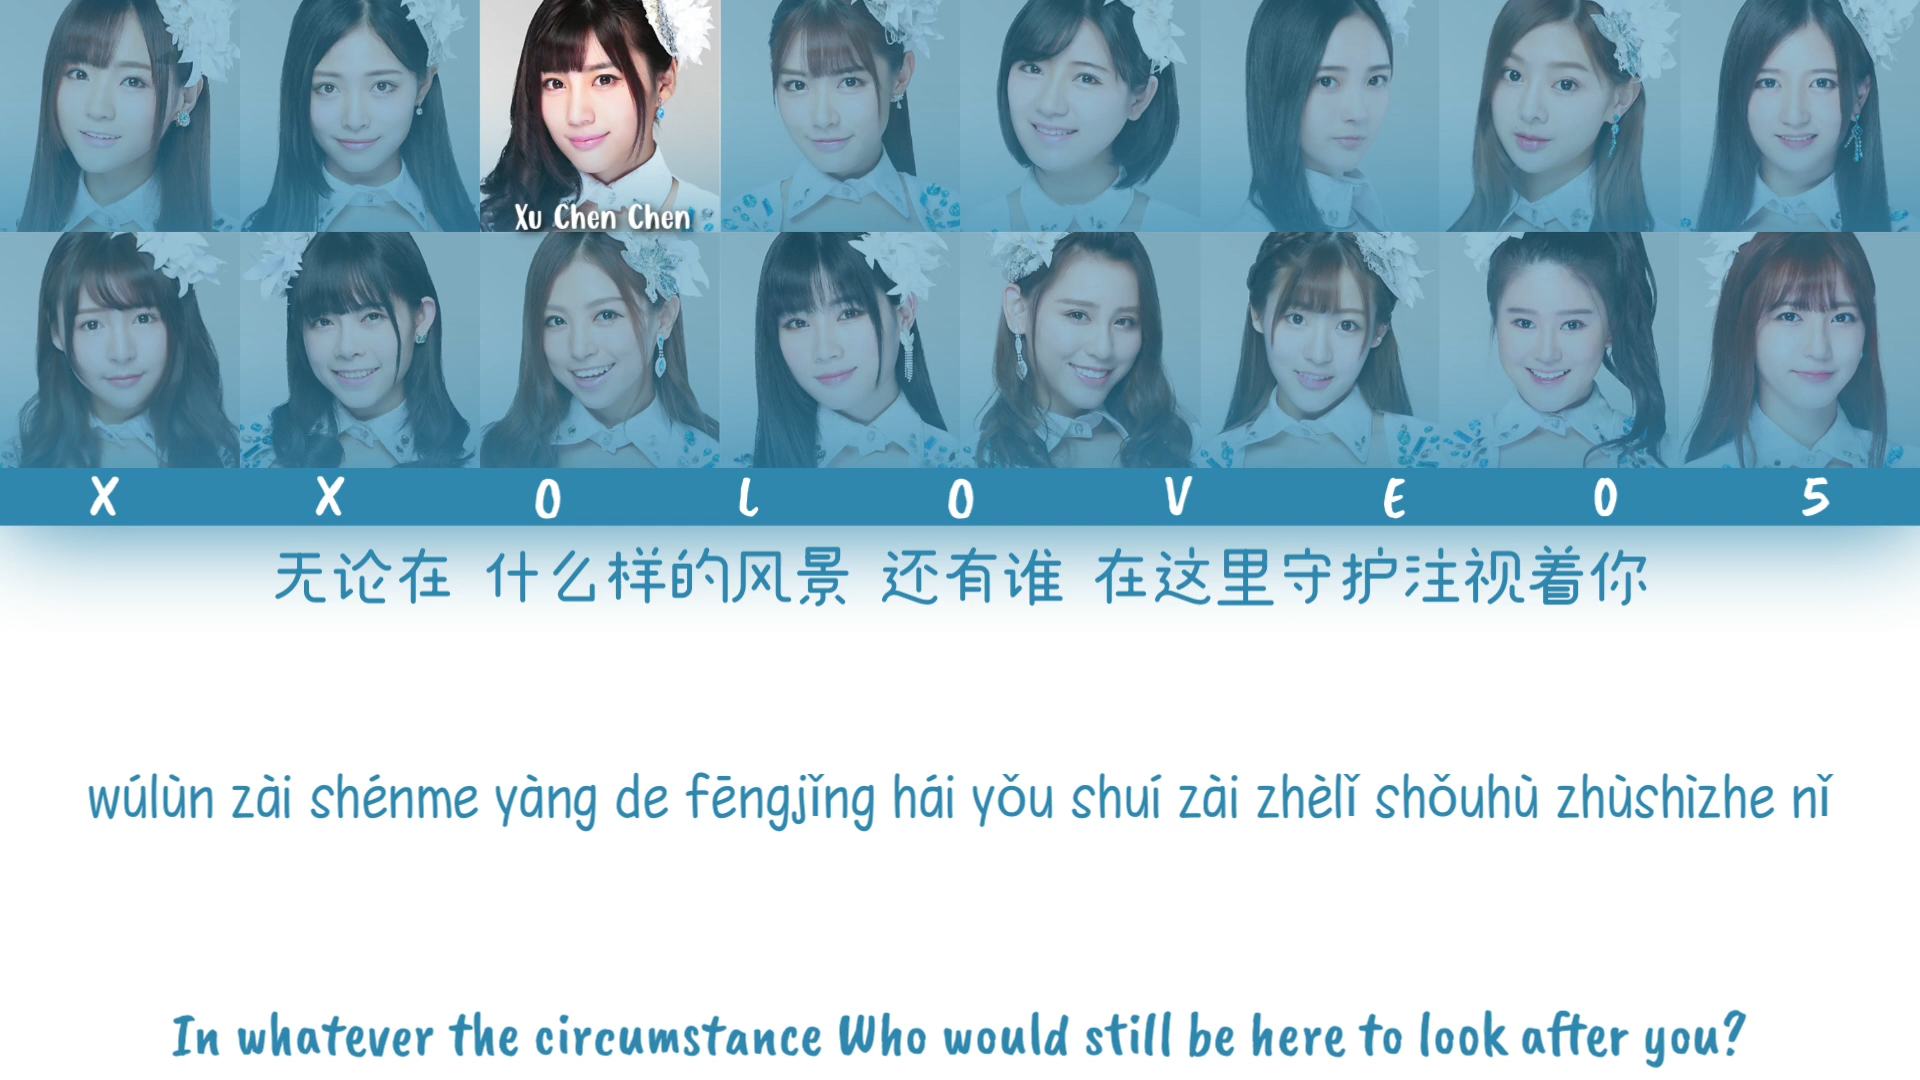 Xu Chen Chen
X X O L O V E 0 5
无论在 什么样的风景 还有谁 在这里守护注视着你
wúlùn zài shénme yàng de fēngjǐng hái yǒu shuí zài zhèlǐ shǒuhù zhùshìzhe nǐ
In whatever the circumstance Who would still be here to look after you?